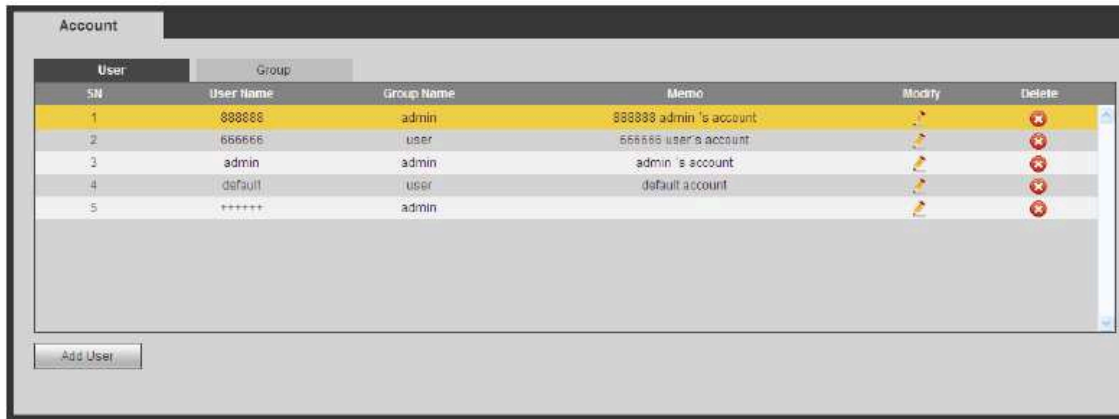 Account
User Group
SN User Name Group Name Memo Modify Delete
1 888888 admin 888888 admin 's account
2 666666 user 666666 user's account
3 admin admin admin 's account
4 default user default account
5 ++++++ admin
Add User